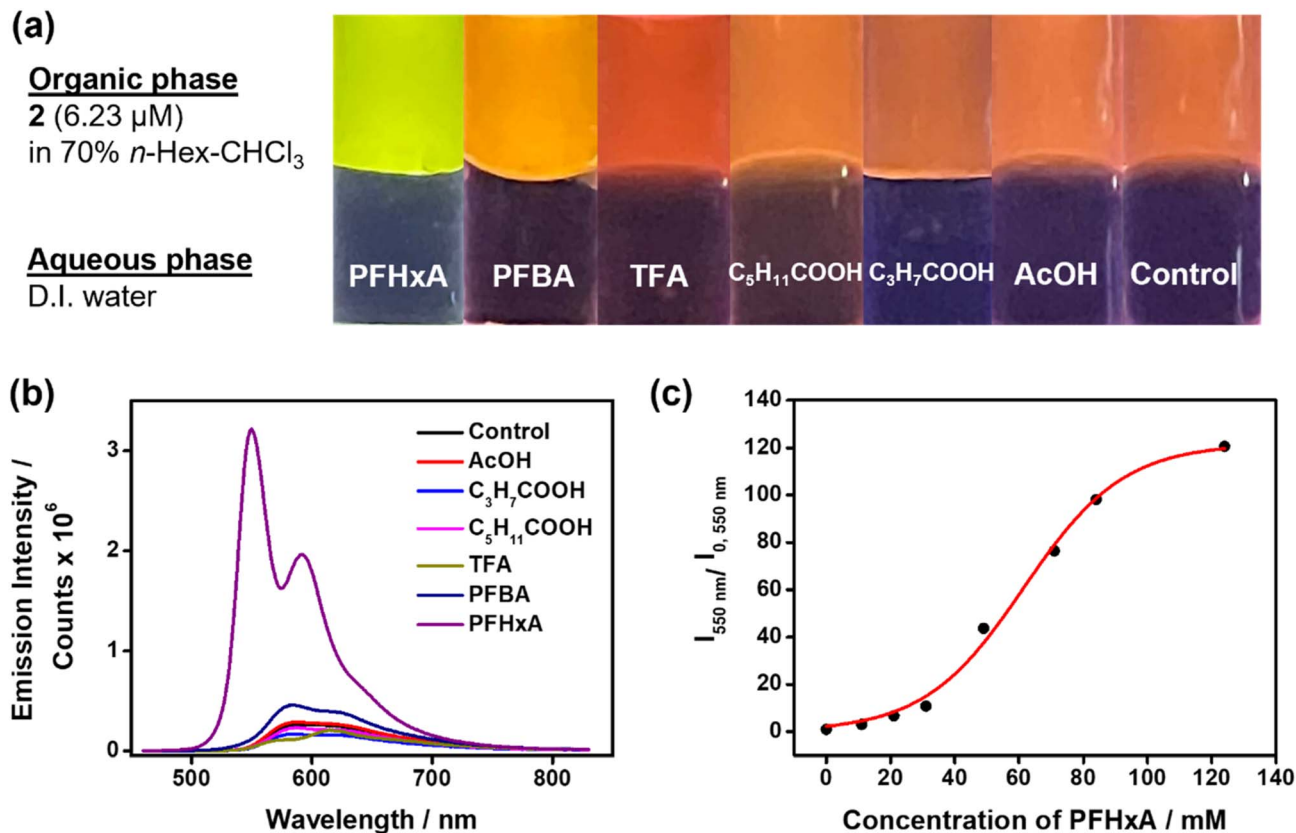 (a)
Organic phase
2 (6.23 µM)
in 70% n-Hex-CHCl₃
Aqueous phase
D.I. water
PFHxA
PFBA
TFA
C₅H₁₁COOH
C₃H₇COOH
AcOH
Control
(b)
Emission Intensity /
Counts x 10⁶
3
2
1
0
500
600
700
800
Wavelength / nm
Control
AcOH
C₃H₇COOH
C₅H₁₁COOH
TFA
PFBA
PFHxA
(c)
I₅₅₀ ₙₘ/ I₀, ₅₅₀ ₙₘ
140
120
100
80
60
40
20
0
0
20
40
60
80
100
120
140
Concentration of PFHxA / mM